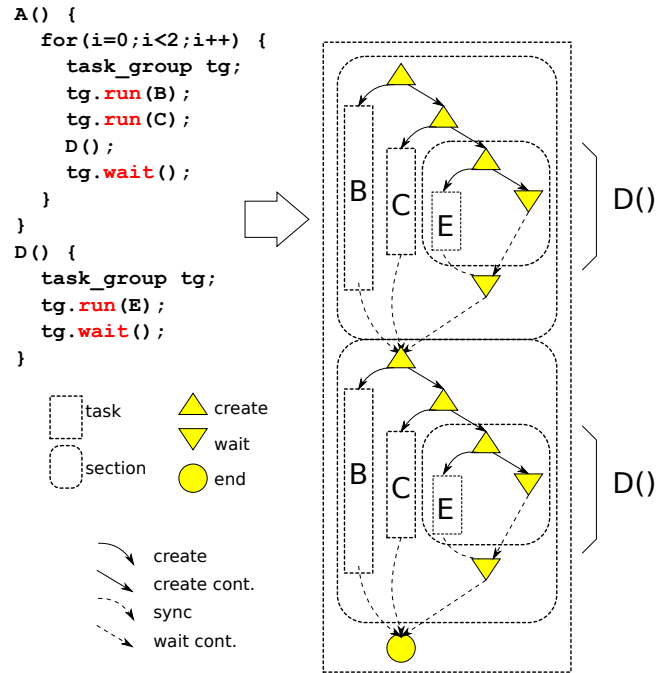 A() {
for(i=0;i<2;i++) {
task_group tg;
tg.run(B);
tg.run(C);
D();
tg.wait();
}
}
D() {
task_group tg;
tg.run(E);
tg.wait();
}
task
section
create
wait
end
create
create cont.
sync
wait cont.
B
C
E
D()
B
C
E
D()